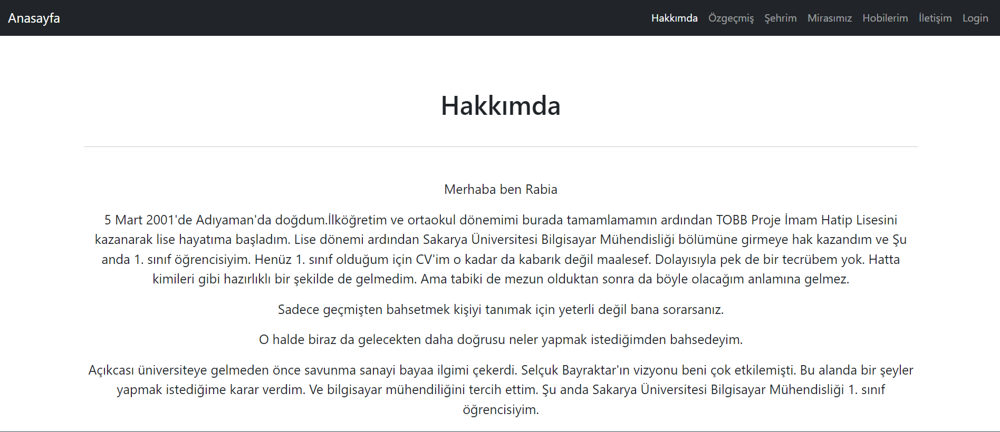 Anasayfa
Hakkımda Özgeçmiş Şehrim Mirasımız Hobilerim İletişim Login
Hakkımda
Merhaba ben Rabia
5 Mart 2001'de Adıyaman'da doğdum.İlköğretim ve ortaokul dönemimi burada tamamlamamın ardından TOBB Proje İmam Hatip Lisesini
kazanarak lise hayatıma başladım. Lise dönemi ardından Sakarya Üniversitesi Bilgisayar Mühendisliği bölümüne girmeye hak kazandım ve Şu
anda 1. sınıf öğrencisiyim. Henüz 1. sınıf olduğum için CV'im o kadar da kabarık değil maalesef. Dolayısıyla pek de bir tecrübem yok. Hatta
kimileri gibi hazırlıklı bir şekilde de gelmedim. Ama tabiki de mezun olduktan sonra da böyle olacağım anlamına gelmez.
Sadece geçmişten bahsetmek kişiyi tanımak için yeterli değil bana sorarsanız.
O halde biraz da gelecekten daha doğrusu neler yapmak istediğimden bahsedeyim.
Açıkcası üniversiteye gelmeden önce savunma sanayi bayaa ilgimi çekerdi. Selçuk Bayraktar'ın vizyonu beni çok etkilemişti. Bu alanda bir şeyler
yapmak istediğime karar verdim. Ve bilgisayar mühendiliğini tercih ettim. Şu anda Sakarya Üniversitesi Bilgisayar Mühendisliği 1. sınıf
öğrencisiyim.